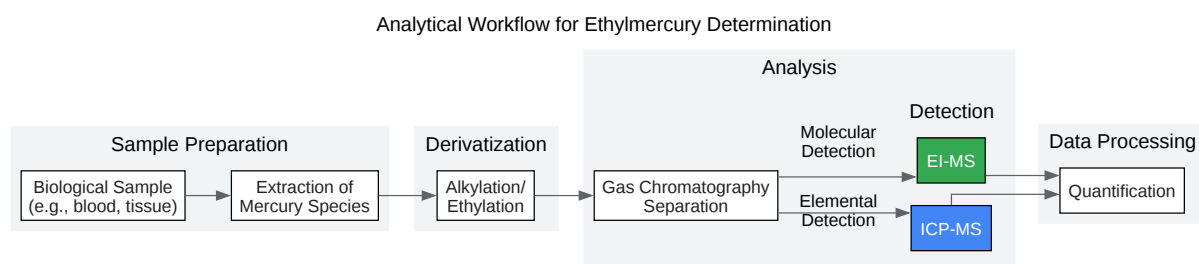 Analytical Workflow for Ethylmercury Determination
Analysis
Sample Preparation
Derivatization
Detection
Data Processing
Biological Sample
(e.g., blood, tissue)
Extraction of
Mercury Species
Alkylation/
Ethylation
Gas Chromatography
Separation
Molecular
Detection
Elemental
Detection
EI-MS
ICP-MS
Quantification